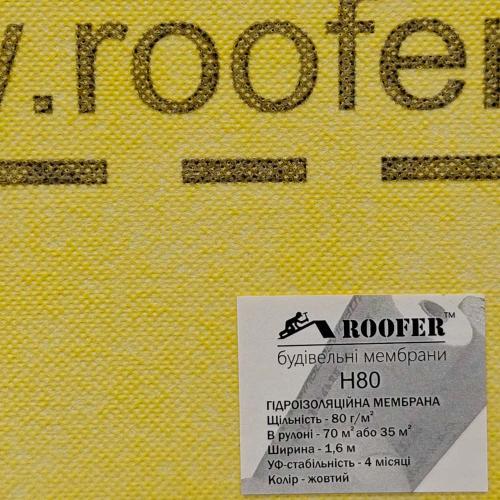 .roofer
ROOFER™
будівельні мембрани
H80
ГІДРОІЗОЛЯЦІЙНА МЕМБРАНА
Щільність - 80 г/м²
В рулоні - 70 м² або 35 м²
Ширина - 1,6 м
УФ-стабільність - 4 місяці
Колір - жовтий